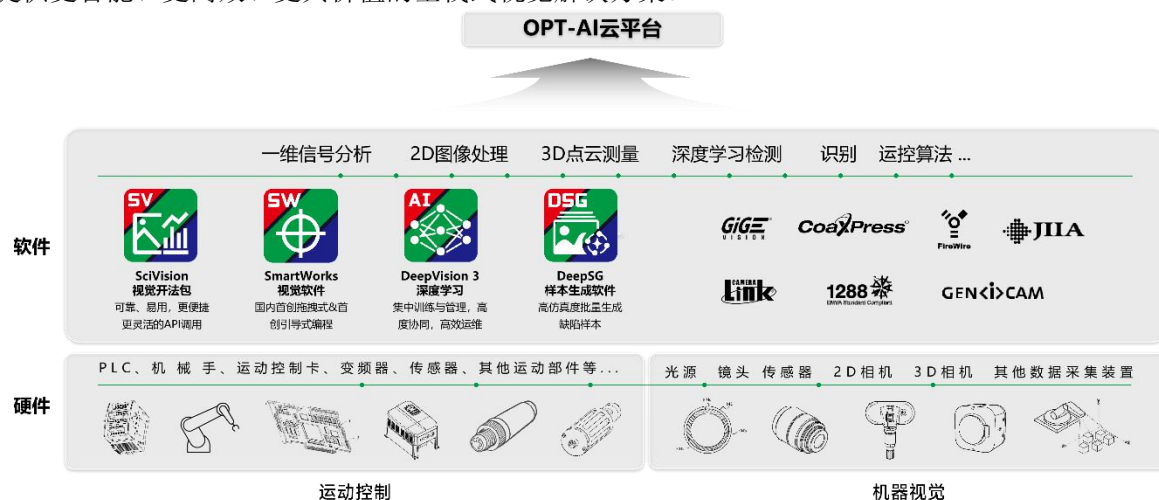 OPT-AI云平台
一维信号分析 2D图像处理 3D点云测量 深度学习检测 识别 运控算法 ...
软件
SV
SW
AI
DSG
SciVision
视觉开法包
可靠、易用，更便捷
更灵活的API调用
SmartWorks
视觉软件
国内首创拖拽式&首
创引导式编程
DeepVision 3
深度学习
集中训练与管理，高
度协同，高效运维
DeepSG
样本生成软件
高仿真度批量生成
缺陷样本
GiGE
VISION
CoaXPress
FireWire
JIIA
CAMERA
Link
1288
EMVA Standard Compliant
GEN<i>CAM
硬件
PLC、机 械 手、运动控制卡、变频器、传感器、其他运动部件等...
光源 镜头 传感器 2D相机 3D相机 其他数据采集装置
运动控制
机器视觉